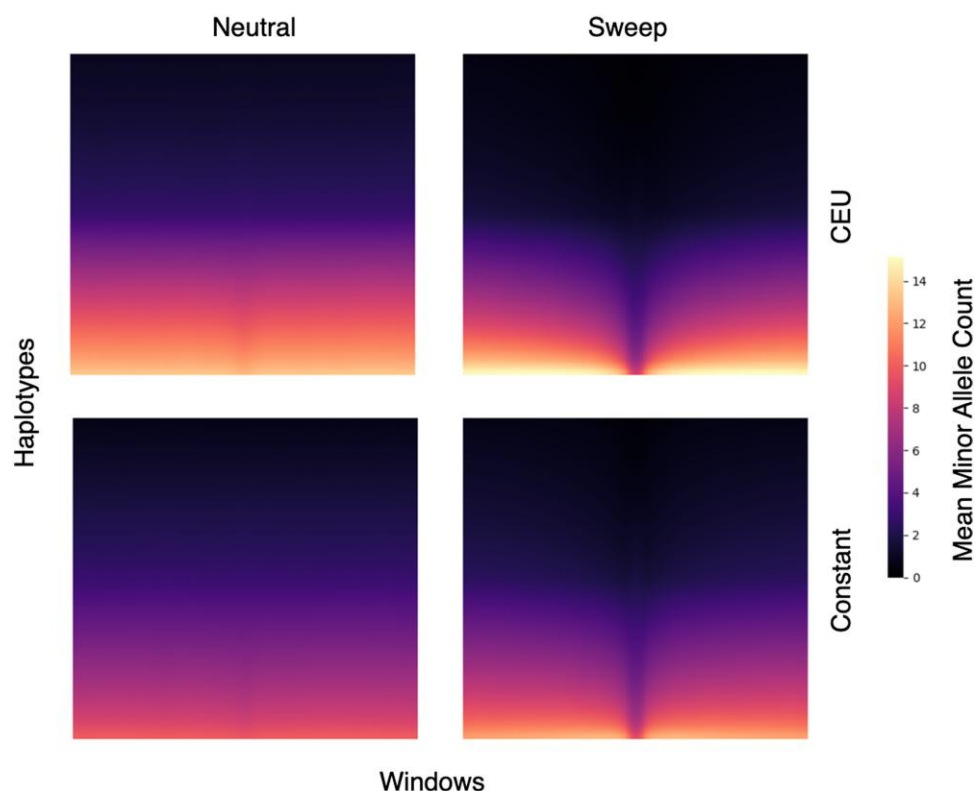 Neutral
Sweep
CEU
Haplotypes
14
12
10
8
6
4
2
0
Mean Minor Allele Count
Constant
Windows